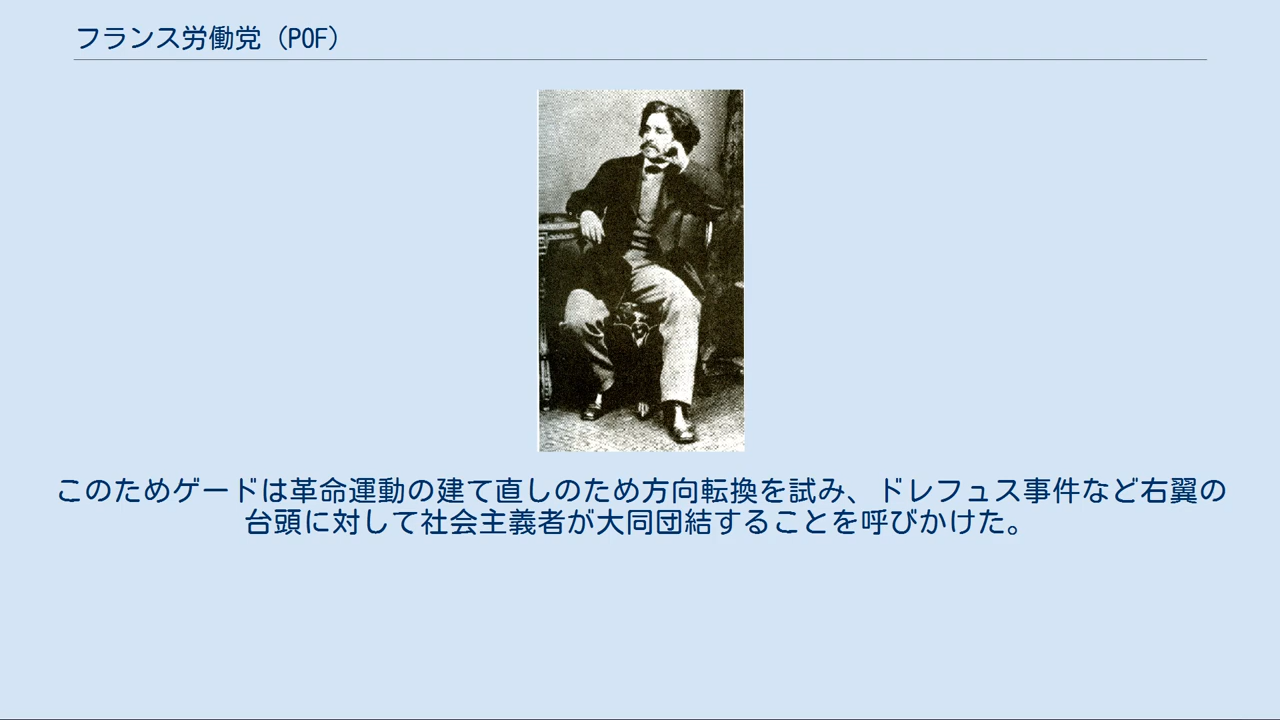 フランス労働党（POF）
このためゲードは革命運動の建て直しのため方向転換を試み、ドレフュス事件など右翼の
台頭に対して社会主義者が大同団結することを呼びかけた。